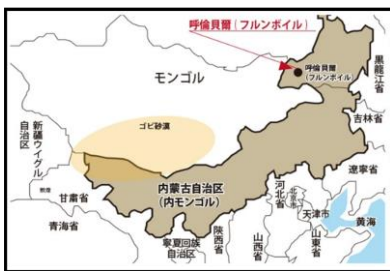 呼倫貝爾(フルンボイル)
モンゴル
呼倫貝爾
(フルンボイル)
黒龍江省
吉林省
ゴビ砂漠
新疆ウイグル
自治区
遼寧省
内蒙古自治区
(内モンゴル)
甘粛省
河北省
北京市
天津市
黄海
青海省
寧夏回族
自治区
陝西省
山西省
山東省